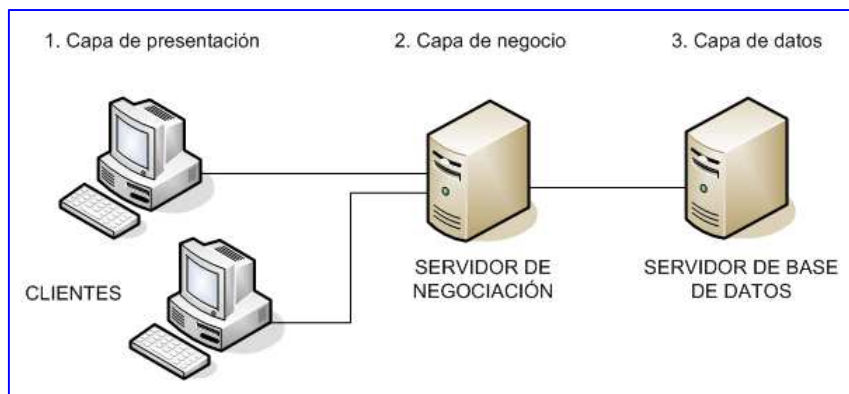 1. Capa de presentación
2. Capa de negocio
3. Capa de datos
CLIENTES
SERVIDOR DE
NEGOCIACIÓN
SERVIDOR DE BASE
DE DATOS